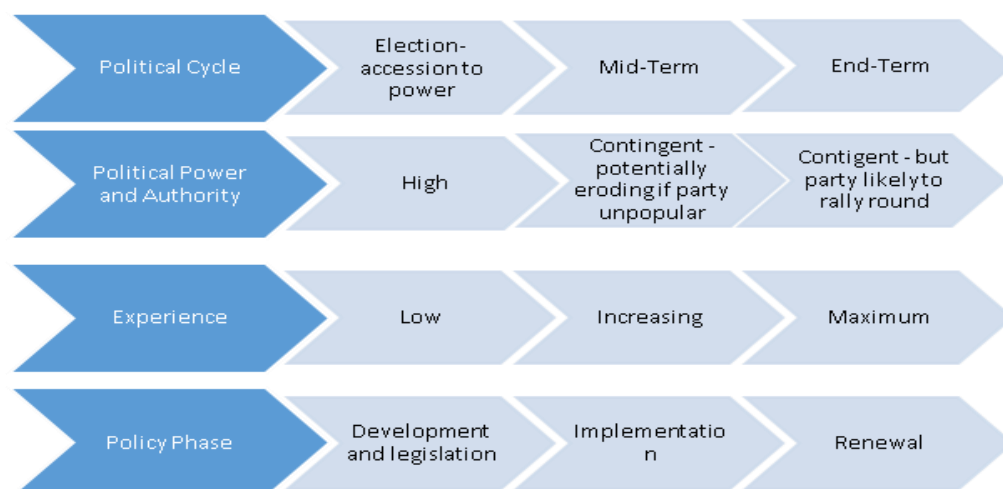 Political Cycle
Election-
accession to
power
Mid-Term
End-Term
Political Power
and Authority
High
Contingent -
potentially
eroding if party
unpopular
Contigent - but
party likely to
rally round
Experience
Low
Increasing
Maximum
Policy Phase
Development
and legislation
Implementatio
n
Renewal